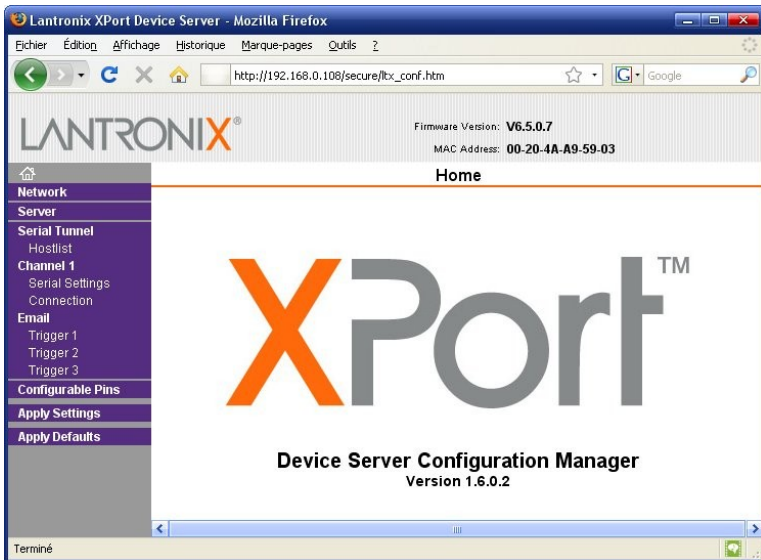 Lantronix XPort Device Server - Mozilla Firefox
Fichier Édition Affichage Historique Marque-pages Outils ?
http://192.168.0.108/secure/ltx_conf.htm
G Google
LANTRONIX®
Firmware Version: V6.5.0.7
MAC Address: 00-20-4A-A9-59-03
Home
Network
Server
Serial Tunnel
Hostlist
Channel 1
Serial Settings
Connection
Email
Trigger 1
Trigger 2
Trigger 3
Configurable Pins
Apply Settings
Apply Defaults
XPort™
Device Server Configuration Manager
Version 1.6.0.2
Terminé